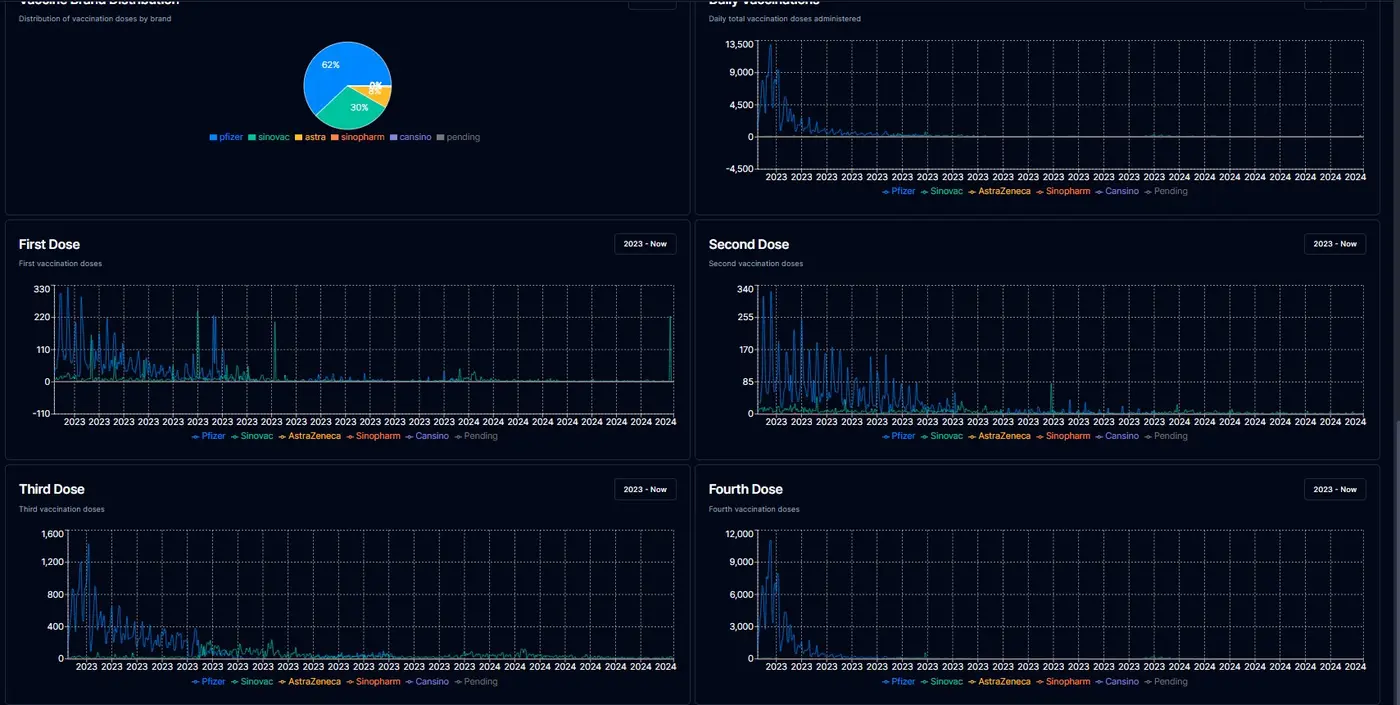 Vaccine Brand Distribution
Distribution of vaccination doses by brand
62%
30%
8%
0%
pfizer sinovac astra sinopharm cansino pending
Daily Vaccinations
Daily total vaccination doses administered
13,500
9,000
4,500
0
-4,500
2023 2023 2023 2023 2023 2023 2023 2023 2023 2023 2023 2023 2023 2023 2023 2023 2024 2024 2024 2024 2024 2024 2024 2024
Pfizer Sinovac AstraZeneca Sinopharm Cansino Pending
First Dose
2023 - Now
First vaccination doses
330
220
110
0
-110
2023 2023 2023 2023 2023 2023 2023 2023 2023 2023 2023 2023 2023 2023 2023 2023 2024 2024 2024 2024 2024 2024 2024 2024 2024
Pfizer Sinovac AstraZeneca Sinopharm Cansino Pending
Second Dose
2023 - Now
Second vaccination doses
340
255
170
85
0
2023 2023 2023 2023 2023 2023 2023 2023 2023 2023 2023 2023 2023 2023 2023 2023 2024 2024 2024 2024 2024 2024 2024 2024
Pfizer Sinovac AstraZeneca Sinopharm Cansino Pending
Third Dose
2023 - Now
Third vaccination doses
1,600
1,200
800
400
0
2023 2023 2023 2023 2023 2023 2023 2023 2023 2023 2023 2023 2023 2023 2023 2023 2024 2024 2024 2024 2024 2024 2024 2024
Pfizer Sinovac AstraZeneca Sinopharm Cansino Pending
Fourth Dose
2023 - Now
Fourth vaccination doses
12,000
9,000
6,000
3,000
0
2023 2023 2023 2023 2023 2023 2023 2023 2023 2023 2023 2023 2023 2023 2023 2023 2024 2024 2024 2024 2024 2024 2024 2024
Pfizer Sinovac AstraZeneca Sinopharm Cansino Pending